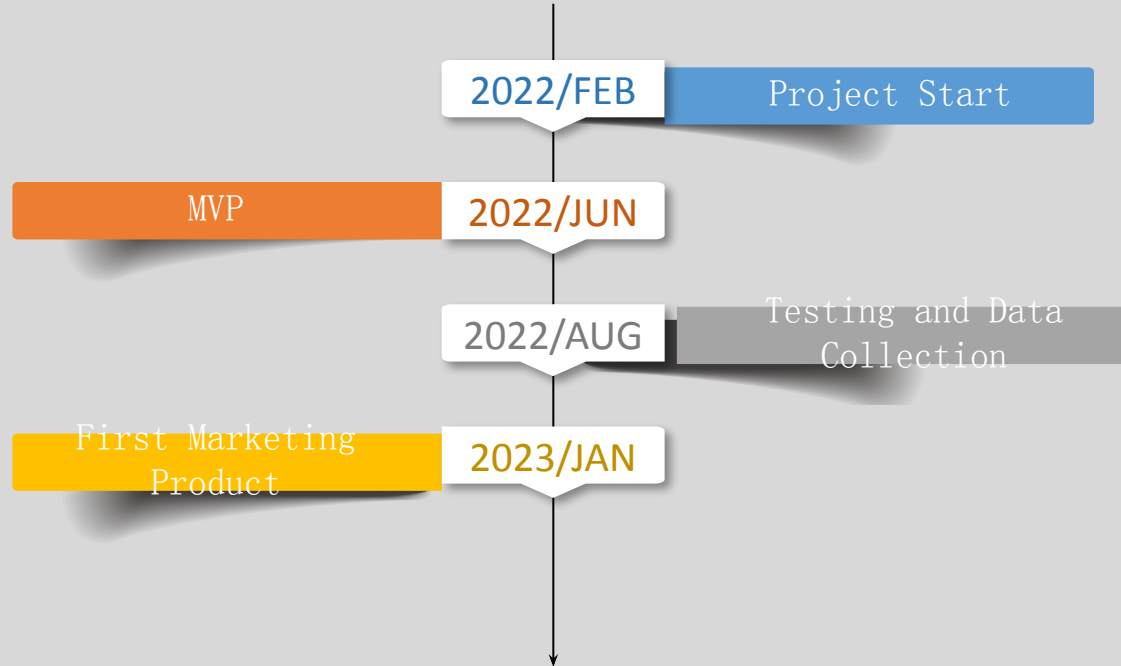 2022/FEB
Project Start
MVP
2022/JUN
2022/AUG
Testing and Data
Collection
First Marketing
Product
2023/JAN